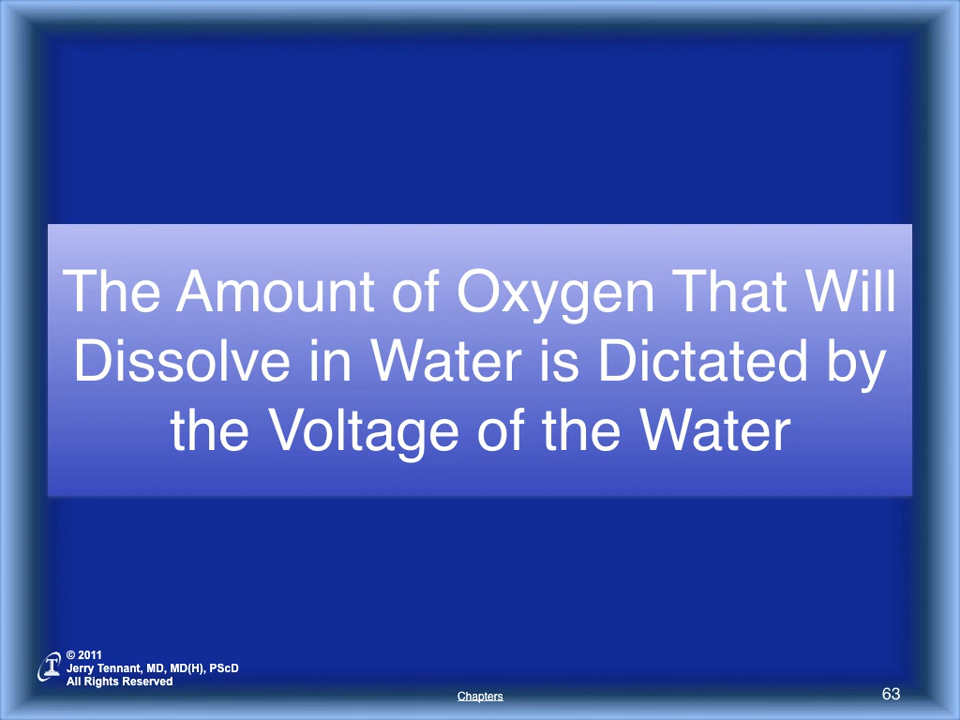 The Amount of Oxygen That Will
Dissolve in Water is Dictated by
the Voltage of the Water
© 2011
Jerry Tennant, MD, MD(H), PScD
All Rights Reserved
Chapters
63